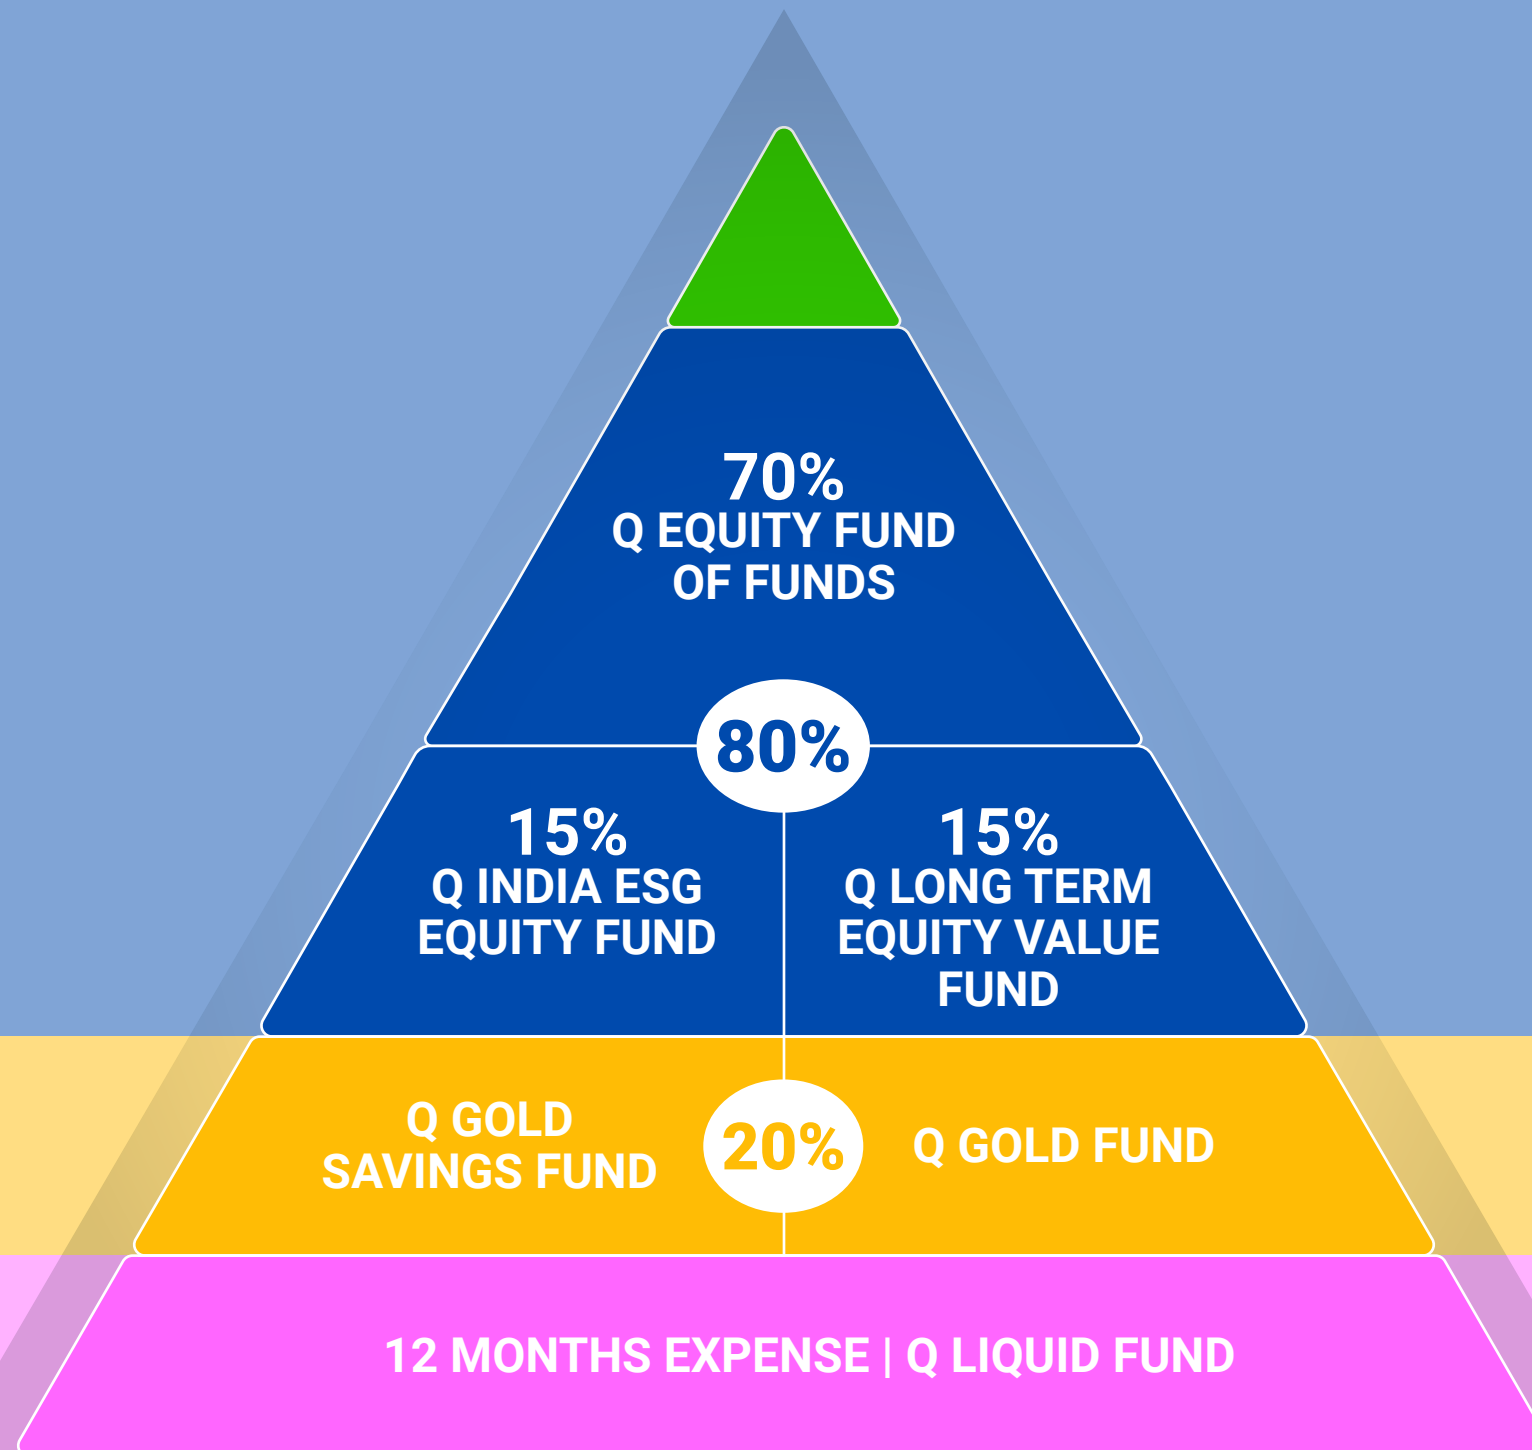 70%
Q EQUITY FUND
OF FUNDS
80%
15%
Q INDIA ESG
EQUITY FUND
15%
Q LONG TERM
EQUITY VALUE
FUND
Q GOLD
SAVINGS FUND
20%
Q GOLD FUND
12 MONTHS EXPENSE | Q LIQUID FUND